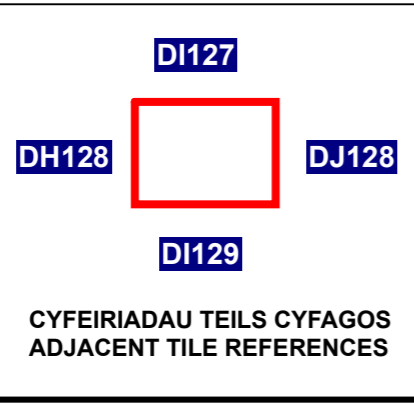 DI127
DH128
DJ128
DI129
CYFEIRIADAU TEILS CYFAGOS
ADJACENT TILE REFERENCES